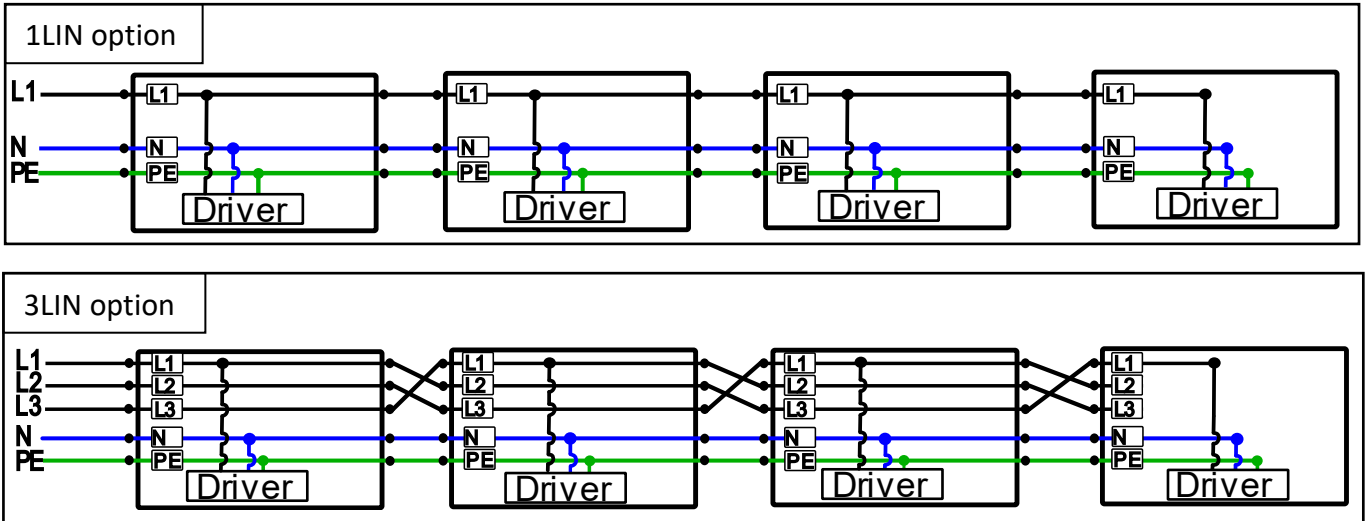 1LIN option
L1 L1 L1 L1 L1
N N N N N
PE PE PE PE PE
Driver Driver Driver Driver
3LIN option
L1 L1 L1 L1 L1
L2 L2 L2 L2 L2
L3 L3 L3 L3 L3
N N N N N
PE PE PE PE PE
Driver Driver Driver Driver